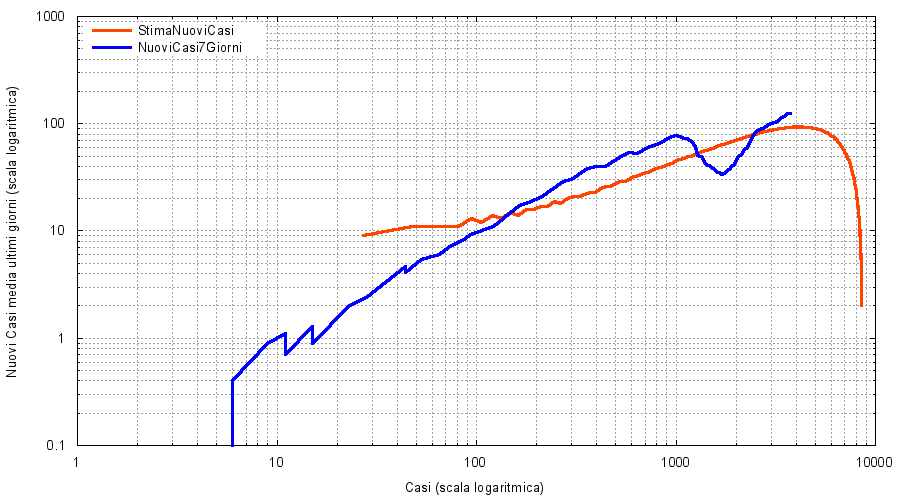 1000
StimaNuoviCasi
NuoviCasi7Giorni
100
10
1
0.1
Nuovi Casi media ultimi giorni (scala logaritmica)
1 10 100 1000 10000
Casi (scala logaritmica)